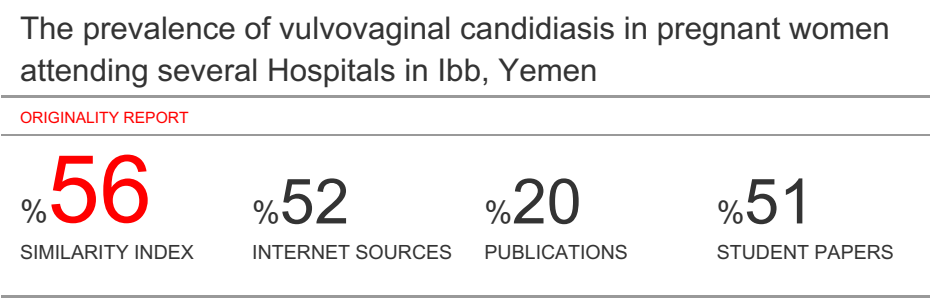 The prevalence of vulvovaginal candidiasis in pregnant women
attending several Hospitals in Ibb, Yemen
ORIGINALITY REPORT
%56
%52
%20
%51
SIMILARITY INDEX
INTERNET SOURCES
PUBLICATIONS
STUDENT PAPERS